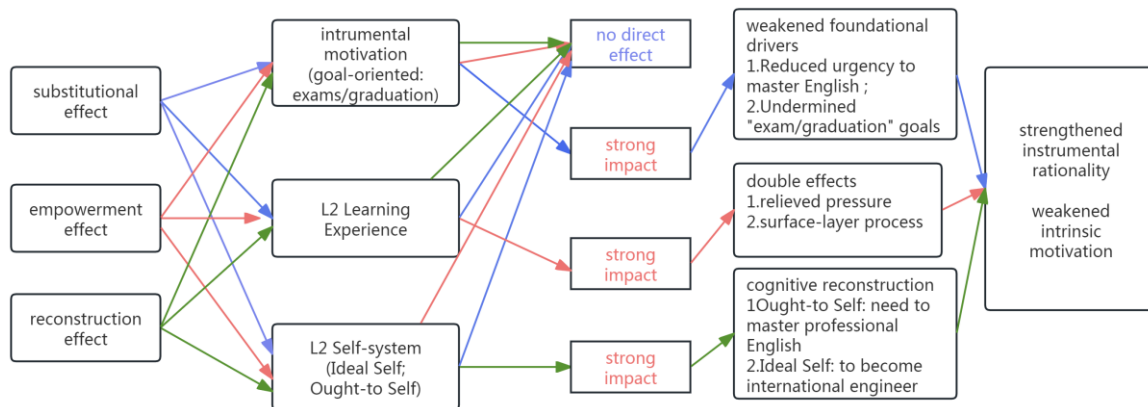 substitutional
effect
empowerment
effect
reconstruction
effect
intrumental
motivation
(goal-oriented:
exams/graduation)
L2 Learning
Experience
L2 Self-system
(Ideal Self;
Ought-to Self)
no direct
effect
strong
impact
strong
impact
strong
impact
weakened foundational
drivers
1.Reduced urgency to
master English ;
2.Undermined
"exam/graduation" goals
double effects
1.relieved pressure
2.surface-layer process
cognitive reconstruction
1Ought-to Self: need to
master professional
English
2.Ideal Self: to become
international engineer
strengthened
instrumental
rationality
weakened
intrinsic
motivation